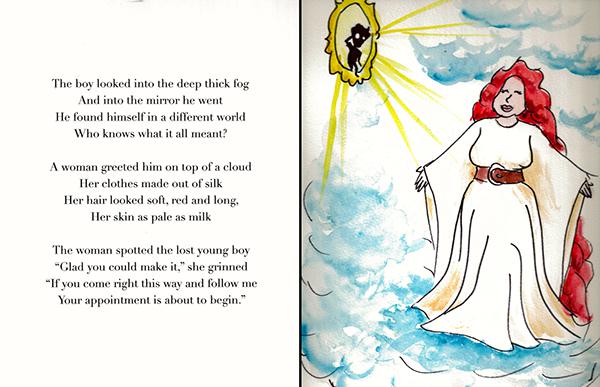 The boy looked into the deep thick fog
And into the mirror he went
He found himself in a different world
Who knows what it all meant?
A woman greeted him on top of a cloud
Her clothes made out of silk
Her hair looked soft, red and long,
Her skin as pale as milk
The woman spotted the lost young boy
“Glad you could make it,” she grinned
“If you come right this way and follow me
Your appointment is about to begin.”